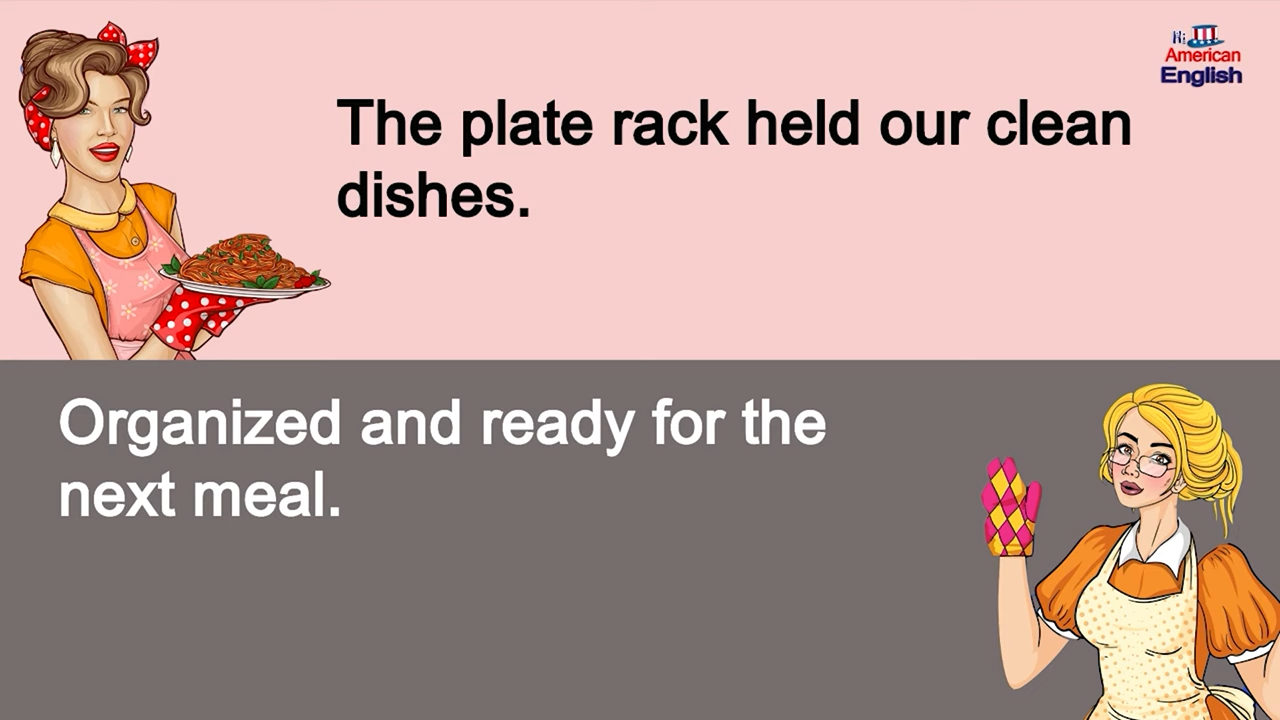 Hi
American
English
The plate rack held our clean
dishes.
Organized and ready for the
next meal.